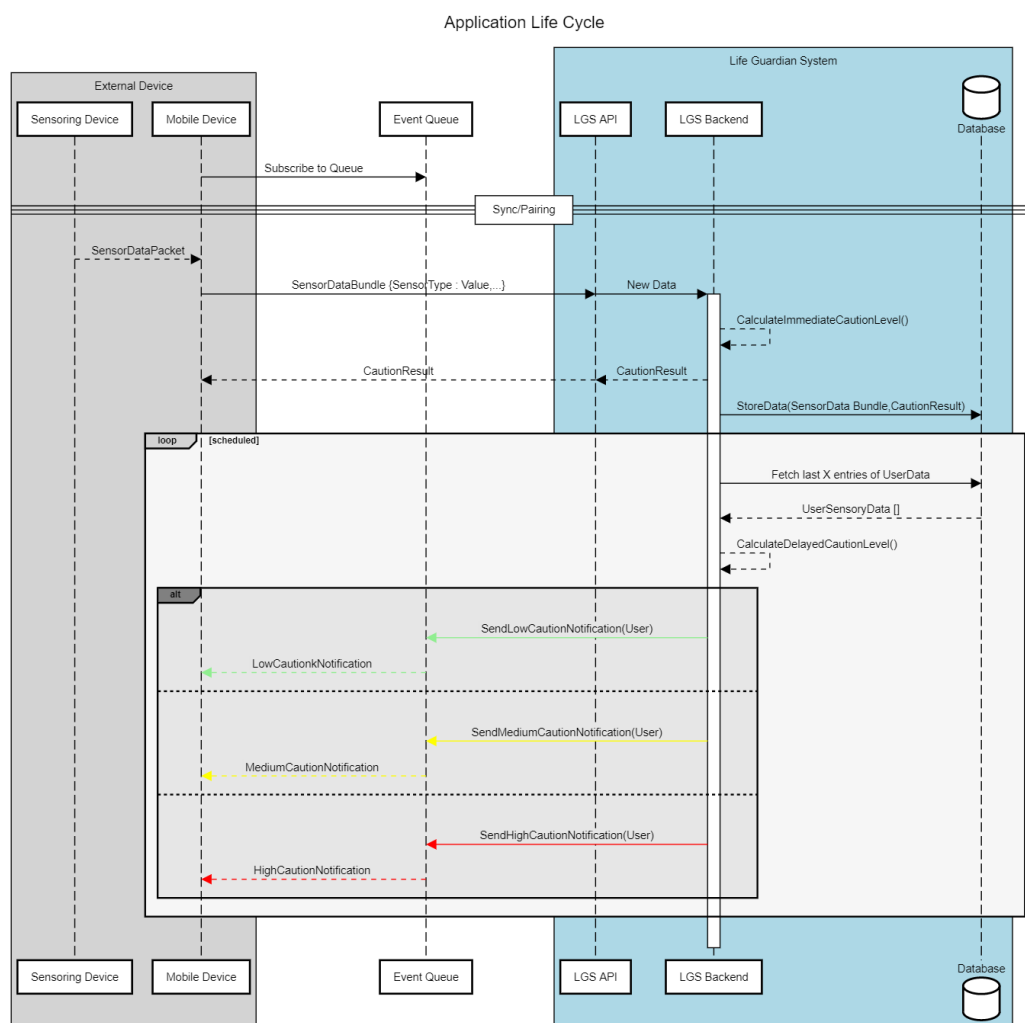 Application Life Cycle
Life Guardian System
External Device
Sensoring Device
Mobile Device
Event Queue
LGS API
LGS Backend
Database
Subscribe to Queue
Sync/Pairing
SensorDataPacket
SensorDataBundle {SensorType : Value,...}
New Data
CalculateImmediateCautionLevel()
CautionResult
CautionResult
StoreData(SensorData Bundle,CautionResult)
loop
[scheduled]
Fetch last X entries of UserData
UserSensoryData []
CalculateDelayedCautionLevel()
alt
SendLowCautionNotification(User)
LowCautionkNotification
SendMediumCautionNotification(User)
MediumCautionNotification
SendHighCautionNotification(User)
HighCautionNotification
Sensoring Device
Mobile Device
Event Queue
LGS API
LGS Backend
Database